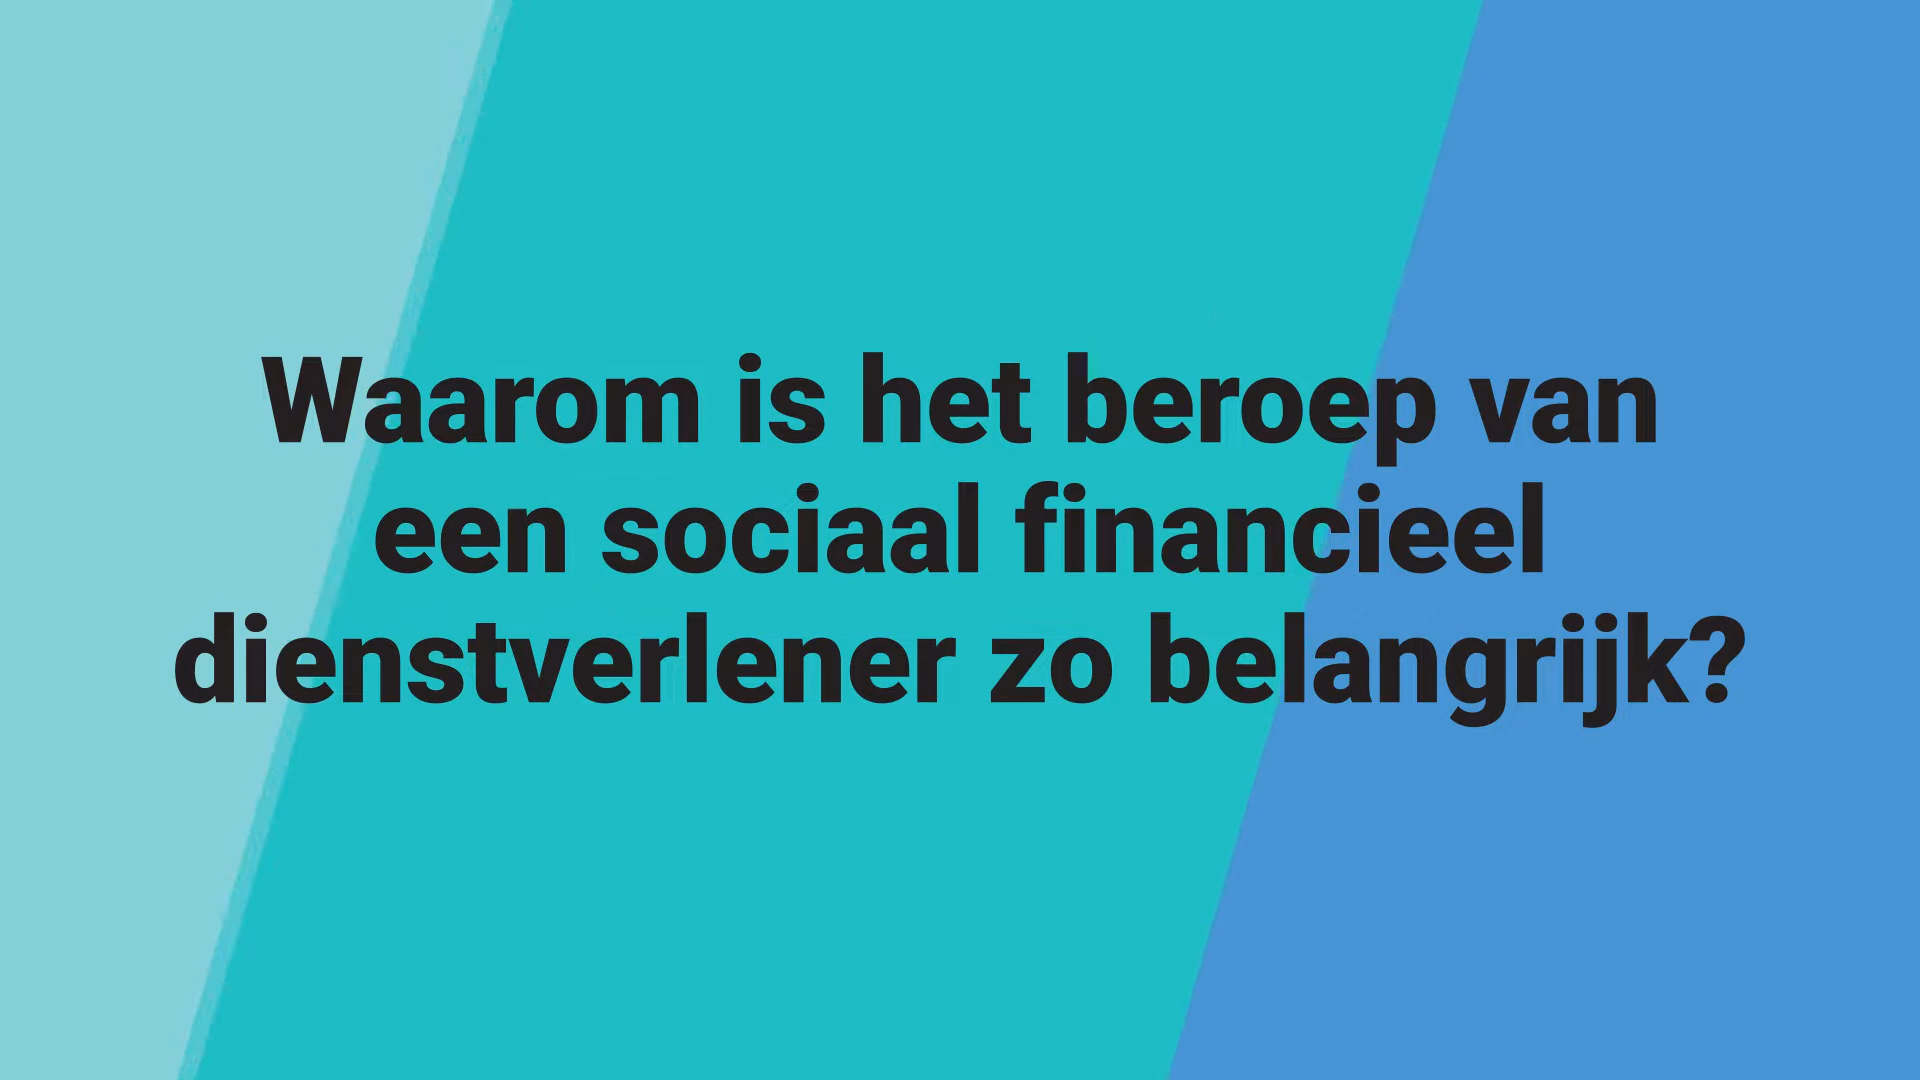 Waarom is het beroep van
een sociaal financieel
dienstverlener zo belangrijk?